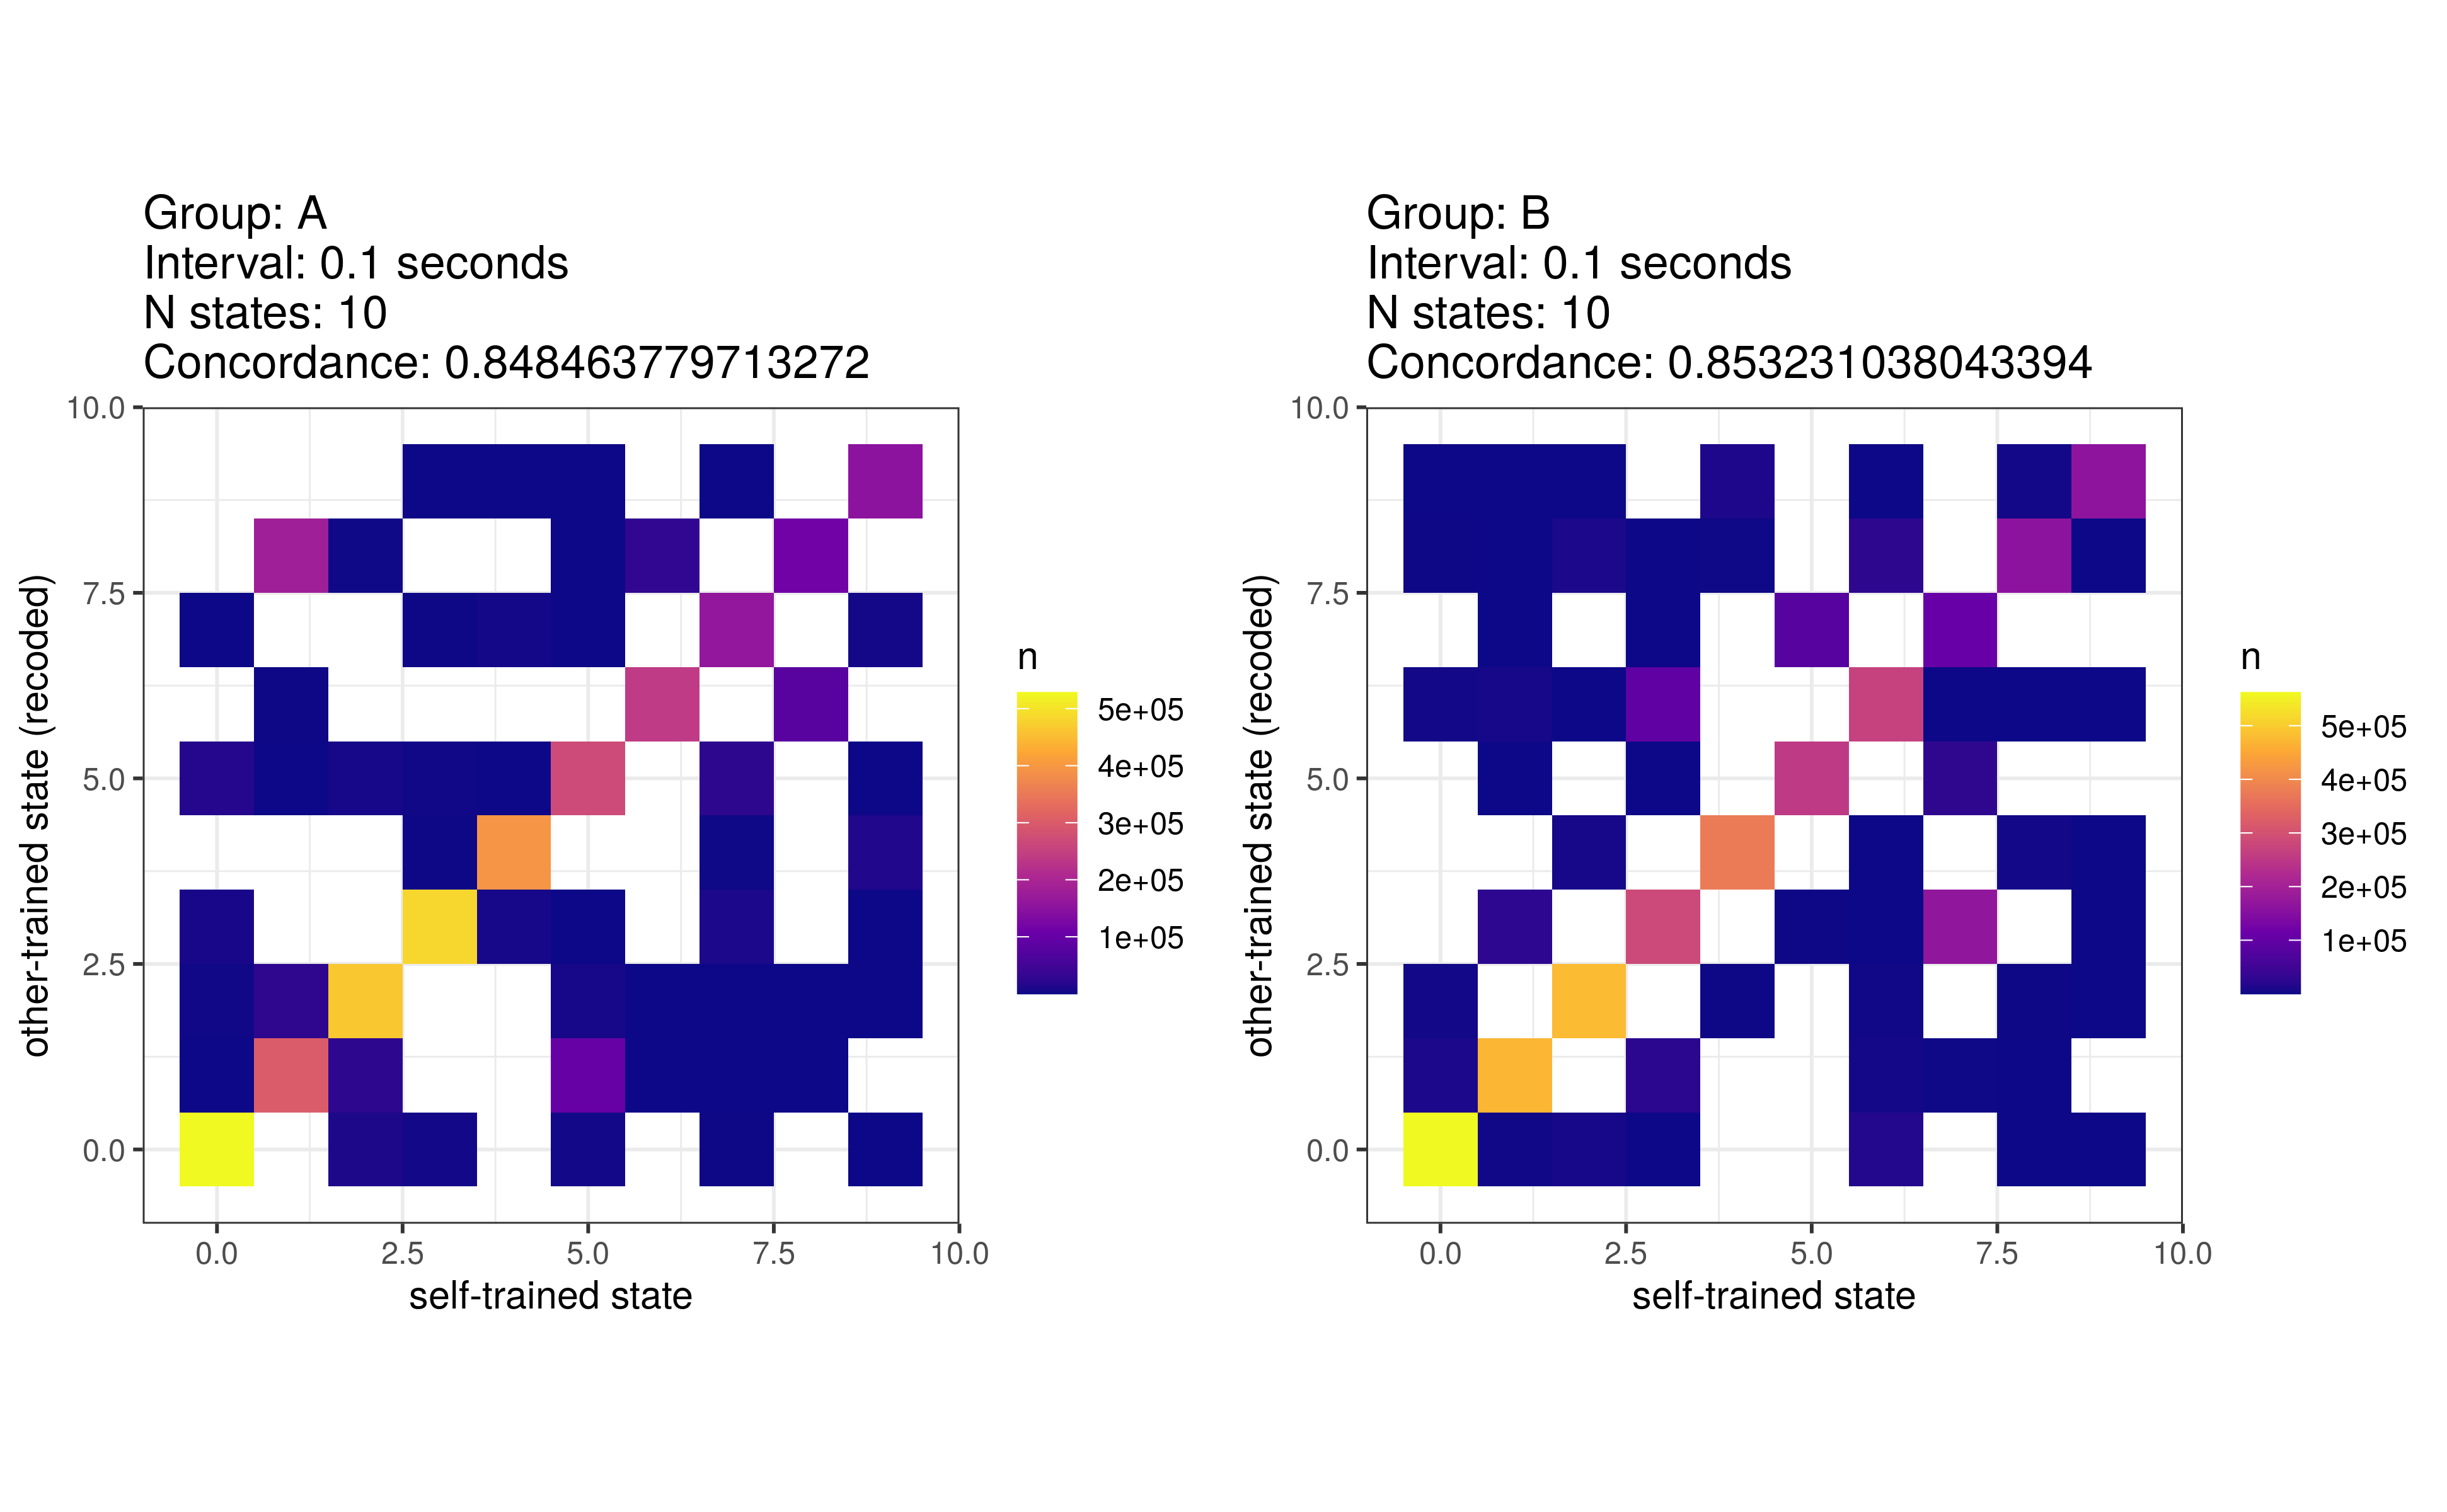 Group: A
Interval: 0.1 seconds
N states: 10
Concordance: 0.848463779713272
10.0
7.5
5.0
2.5
0.0
other-trained state (recoded)
0.0 2.5 5.0 7.5 10.0
self-trained state
n
5e+05
4e+05
3e+05
2e+05
1e+05
Group: B
Interval: 0.1 seconds
N states: 10
Concordance: 0.853231038043394
10.0
7.5
5.0
2.5
0.0
other-trained state (recoded)
0.0 2.5 5.0 7.5 10.0
self-trained state
n
5e+05
4e+05
3e+05
2e+05
1e+05